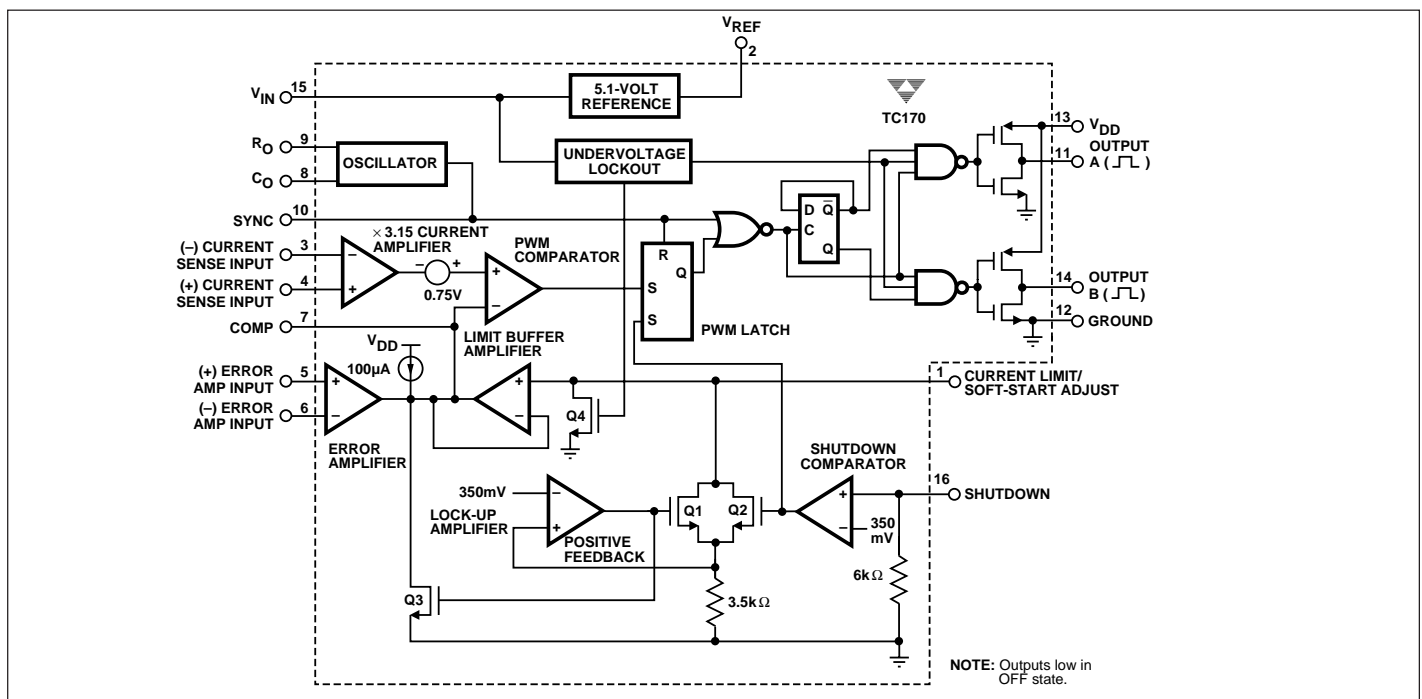 VREF
2
VIN 15
5.1-VOLT
REFERENCE
TC170
13 VDD
RO 9
OSCILLATOR
UNDERVOLTAGE
LOCKOUT
OUTPUT
11 A ( )
CO 8
SYNC 10
× 3.15 CURRENT
AMPLIFIER
(–) CURRENT 3
SENSE INPUT
–
+
– +
0.75V
(+) CURRENT 4
SENSE INPUT
PWM
COMPARATOR
+
–
R
Q
S
S
PWM LATCH
D Q
C
Q
OUTPUT
14 B ( )
12 GROUND
COMP 7
LIMIT BUFFER
AMPLIFIER
VDD
100µA
(+) ERROR 5
AMP INPUT
+
–
(–) ERROR 6
AMP INPUT
ERROR
AMPLIFIER
+
–
Q4
1 CURRENT LIMIT/
SOFT-START ADJUST
SHUTDOWN
COMPARATOR
16 SHUTDOWN
+
– 350
mV
6kΩ
350mV –
+
LOCK-UP
AMPLIFIER
POSITIVE
FEEDBACK
Q1 Q2
Q3
3.5kΩ
NOTE: Outputs low in
OFF state.